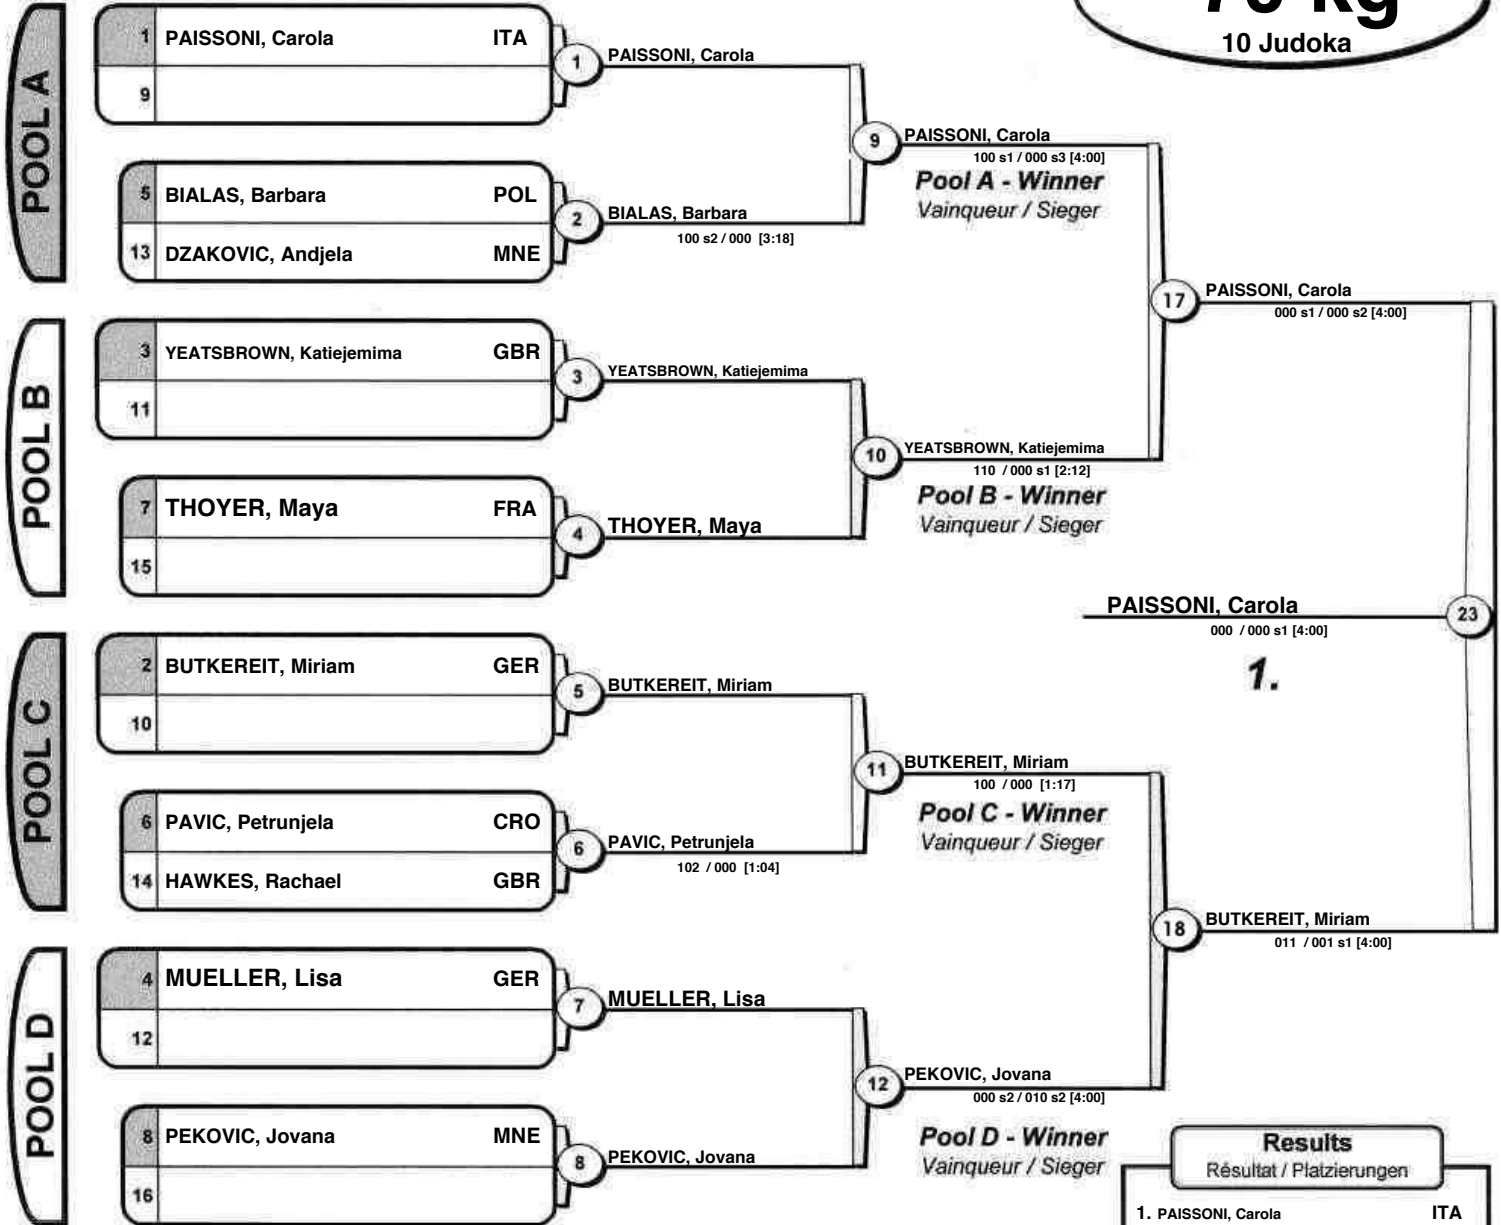 70 kg
10 Judoka
POOL A
1 PAISSONI, Carola ITA
9
5 BIALAS, Barbara POL
13 DZAKOVIC, Andjela MNE
1 PAISSONI, Carola
2 BIALAS, Barbara
100 s2 / 000 [3:18]
9 PAISSONI, Carola
100 s1 / 000 s3 [4:00]
Pool A - Winner
Vainqueur / Sieger
POOL B
3 YEATSBROWN, Katiejemima GBR
11
7 THOYER, Maya FRA
15
3 YEATSBROWN, Katiejemima
4 THOYER, Maya
10 YEATSBROWN, Katiejemima
110 / 000 s1 [2:12]
Pool B - Winner
Vainqueur / Sieger
17 PAISSONI, Carola
000 s1 / 000 s2 [4:00]
PAISSONI, Carola 23
000 / 000 s1 [4:00]
1.
POOL C
2 BUTKEREIT, Miriam GER
10
6 PAVIC, Petrunjela CRO
14 HAWKES, Rachael GBR
5 BUTKEREIT, Miriam
6 PAVIC, Petrunjela
102 / 000 [1:04]
11 BUTKEREIT, Miriam
100 / 000 [1:17]
Pool C - Winner
Vainqueur / Sieger
18 BUTKEREIT, Miriam
011 / 001 s1 [4:00]
POOL D
4 MUELLER, Lisa GER
12
8 PEKOVIC, Jovana MNE
16
7 MUELLER, Lisa
8 PEKOVIC, Jovana
12 PEKOVIC, Jovana
000 s2 / 010 s2 [4:00]
Pool D - Winner
Vainqueur / Sieger
Results
Résultat / Platzierungen
1. PAISSONI, Carola ITA